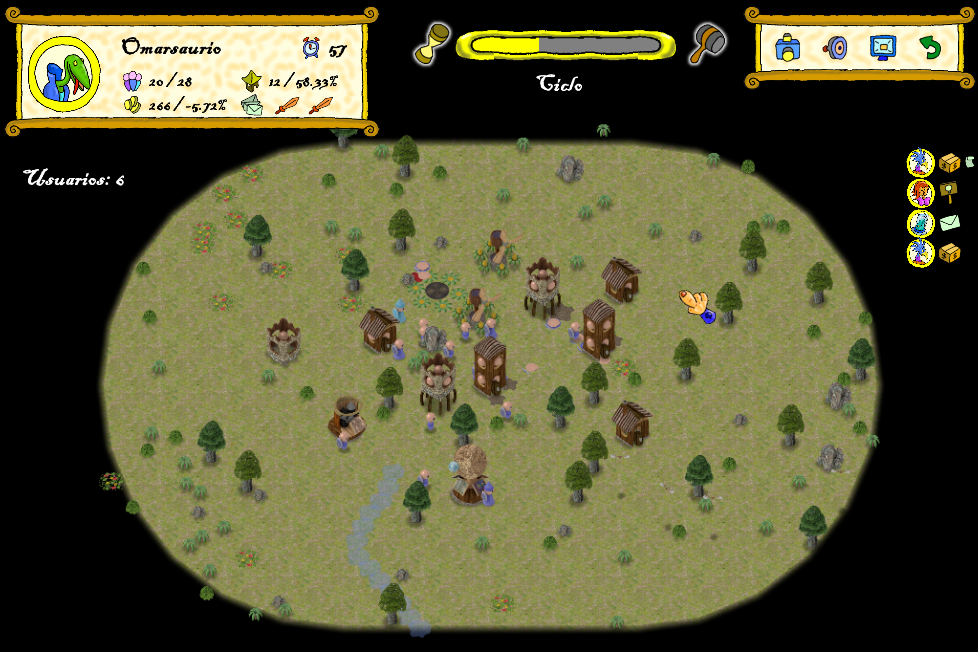 Omarsaurio
57
20 / 28
12 / 58.33%
266 / -5.72%
Ciclo
Usuarios: 6